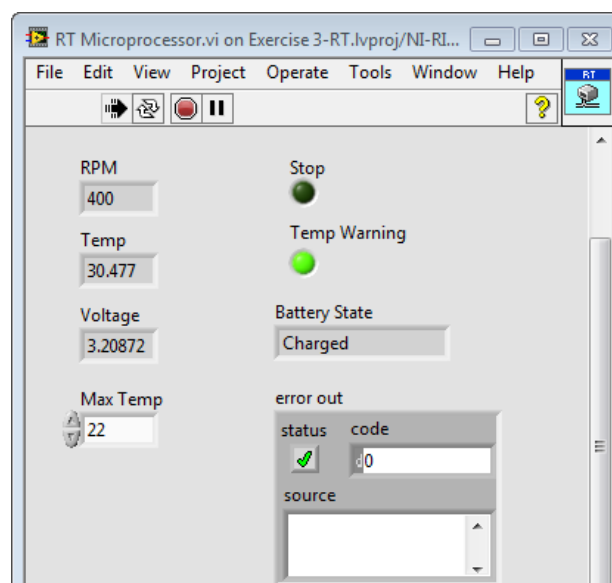 RT Microprocessor.vi on Exercise 3-RT.lvproj/NI-RI...
File Edit View Project Operate Tools Window Help
RT
?
RPM
400
Stop
Temp
30.477
Temp Warning
Voltage
3.20872
Battery State
Charged
Max Temp
22
error out
status code
d0
source